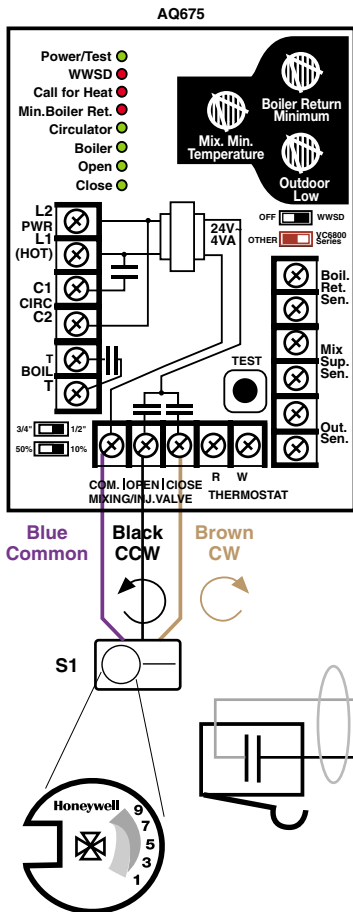 AQ675
Power/Test
WWSD
Call for Heat
Min.Boiler Ret.
Circulator
Boiler
Open
Close
Boiler Return
Minimum
Mix. Min.
Temperature
Outdoor
Low
OFF WWSD
OTHER VC6800
Series
L2
PWR
L1
(HOT)
C1
CIRC
C2
T
BOIL
T
24V~
4VA
Boil.
Ret.
Sen.
Mix
Sup.
Sen.
Out.
Sen.
TEST
3/4" 1/2"
50% 10%
COM. |OPEN|ClOSE
MIXING/INJ.VALVE
R W
THERMOSTAT
Blue
Common
Black
CCW
Brown
CW
S1
Honeywell
9
7
5
3
1